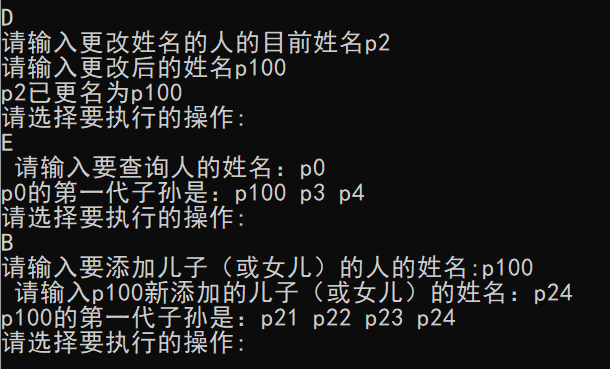 D
请输入更改姓名的人的目前姓名p2
请输入更改后的姓名p100
p2已更名为p100
请选择要执行的操作:
E
请输入要查询人的姓名：p0
p0的第一代子孙是：p100 p3 p4
请选择要执行的操作:
B
请输入要添加儿子（或女儿）的人的姓名:p100
请输入p100新添加的儿子（或女儿）的姓名：p24
p100的第一代子孙是：p21 p22 p23 p24
请选择要执行的操作: